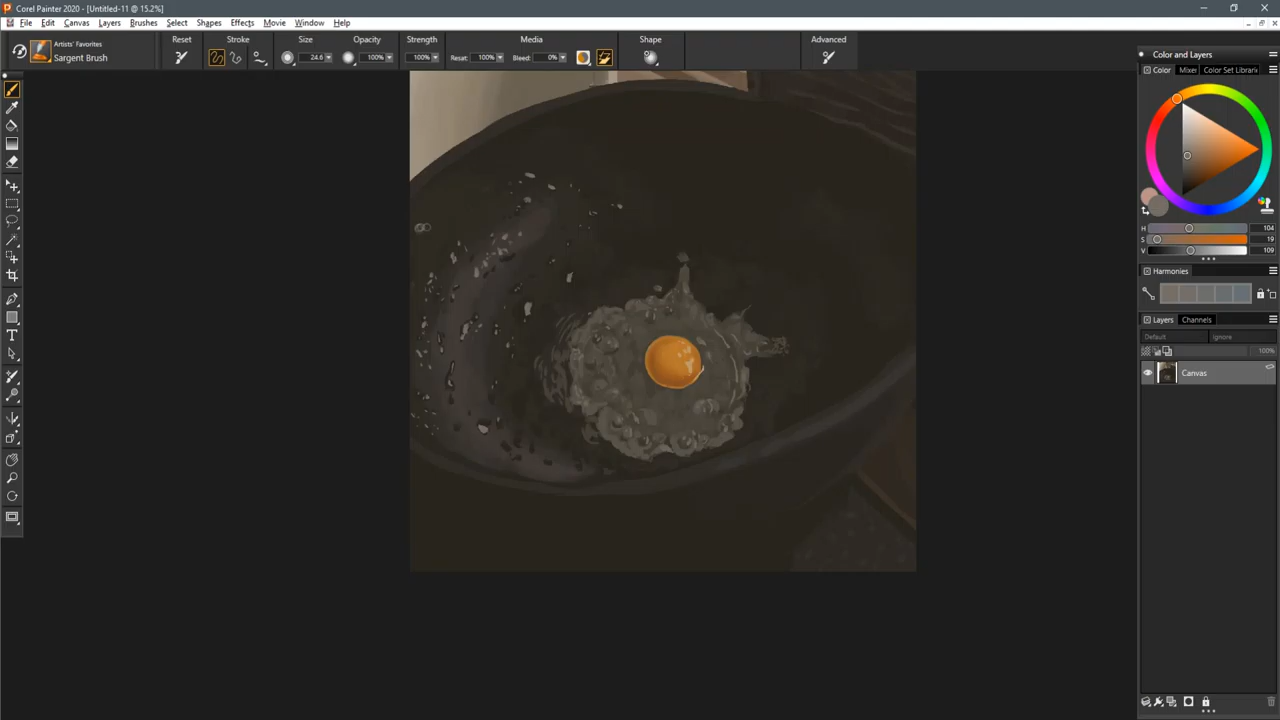 Corel Painter 2020 - [Untitled-11 @ 15.2%]
File Edit Canvas Layers Brushes Select Shapes Effects Movie Window Help
Artists' Favorites
Sargent Brush
Reset Stroke Size Opacity Strength Media Shape Advanced
24.6 100% 100% Resat: 100% Bleed: 0%
Color and Layers
Color Mixer Color Set Librari
H 104
S 19
V 109
Harmonies
Layers Channels
Default Ignore
100%
Canvas